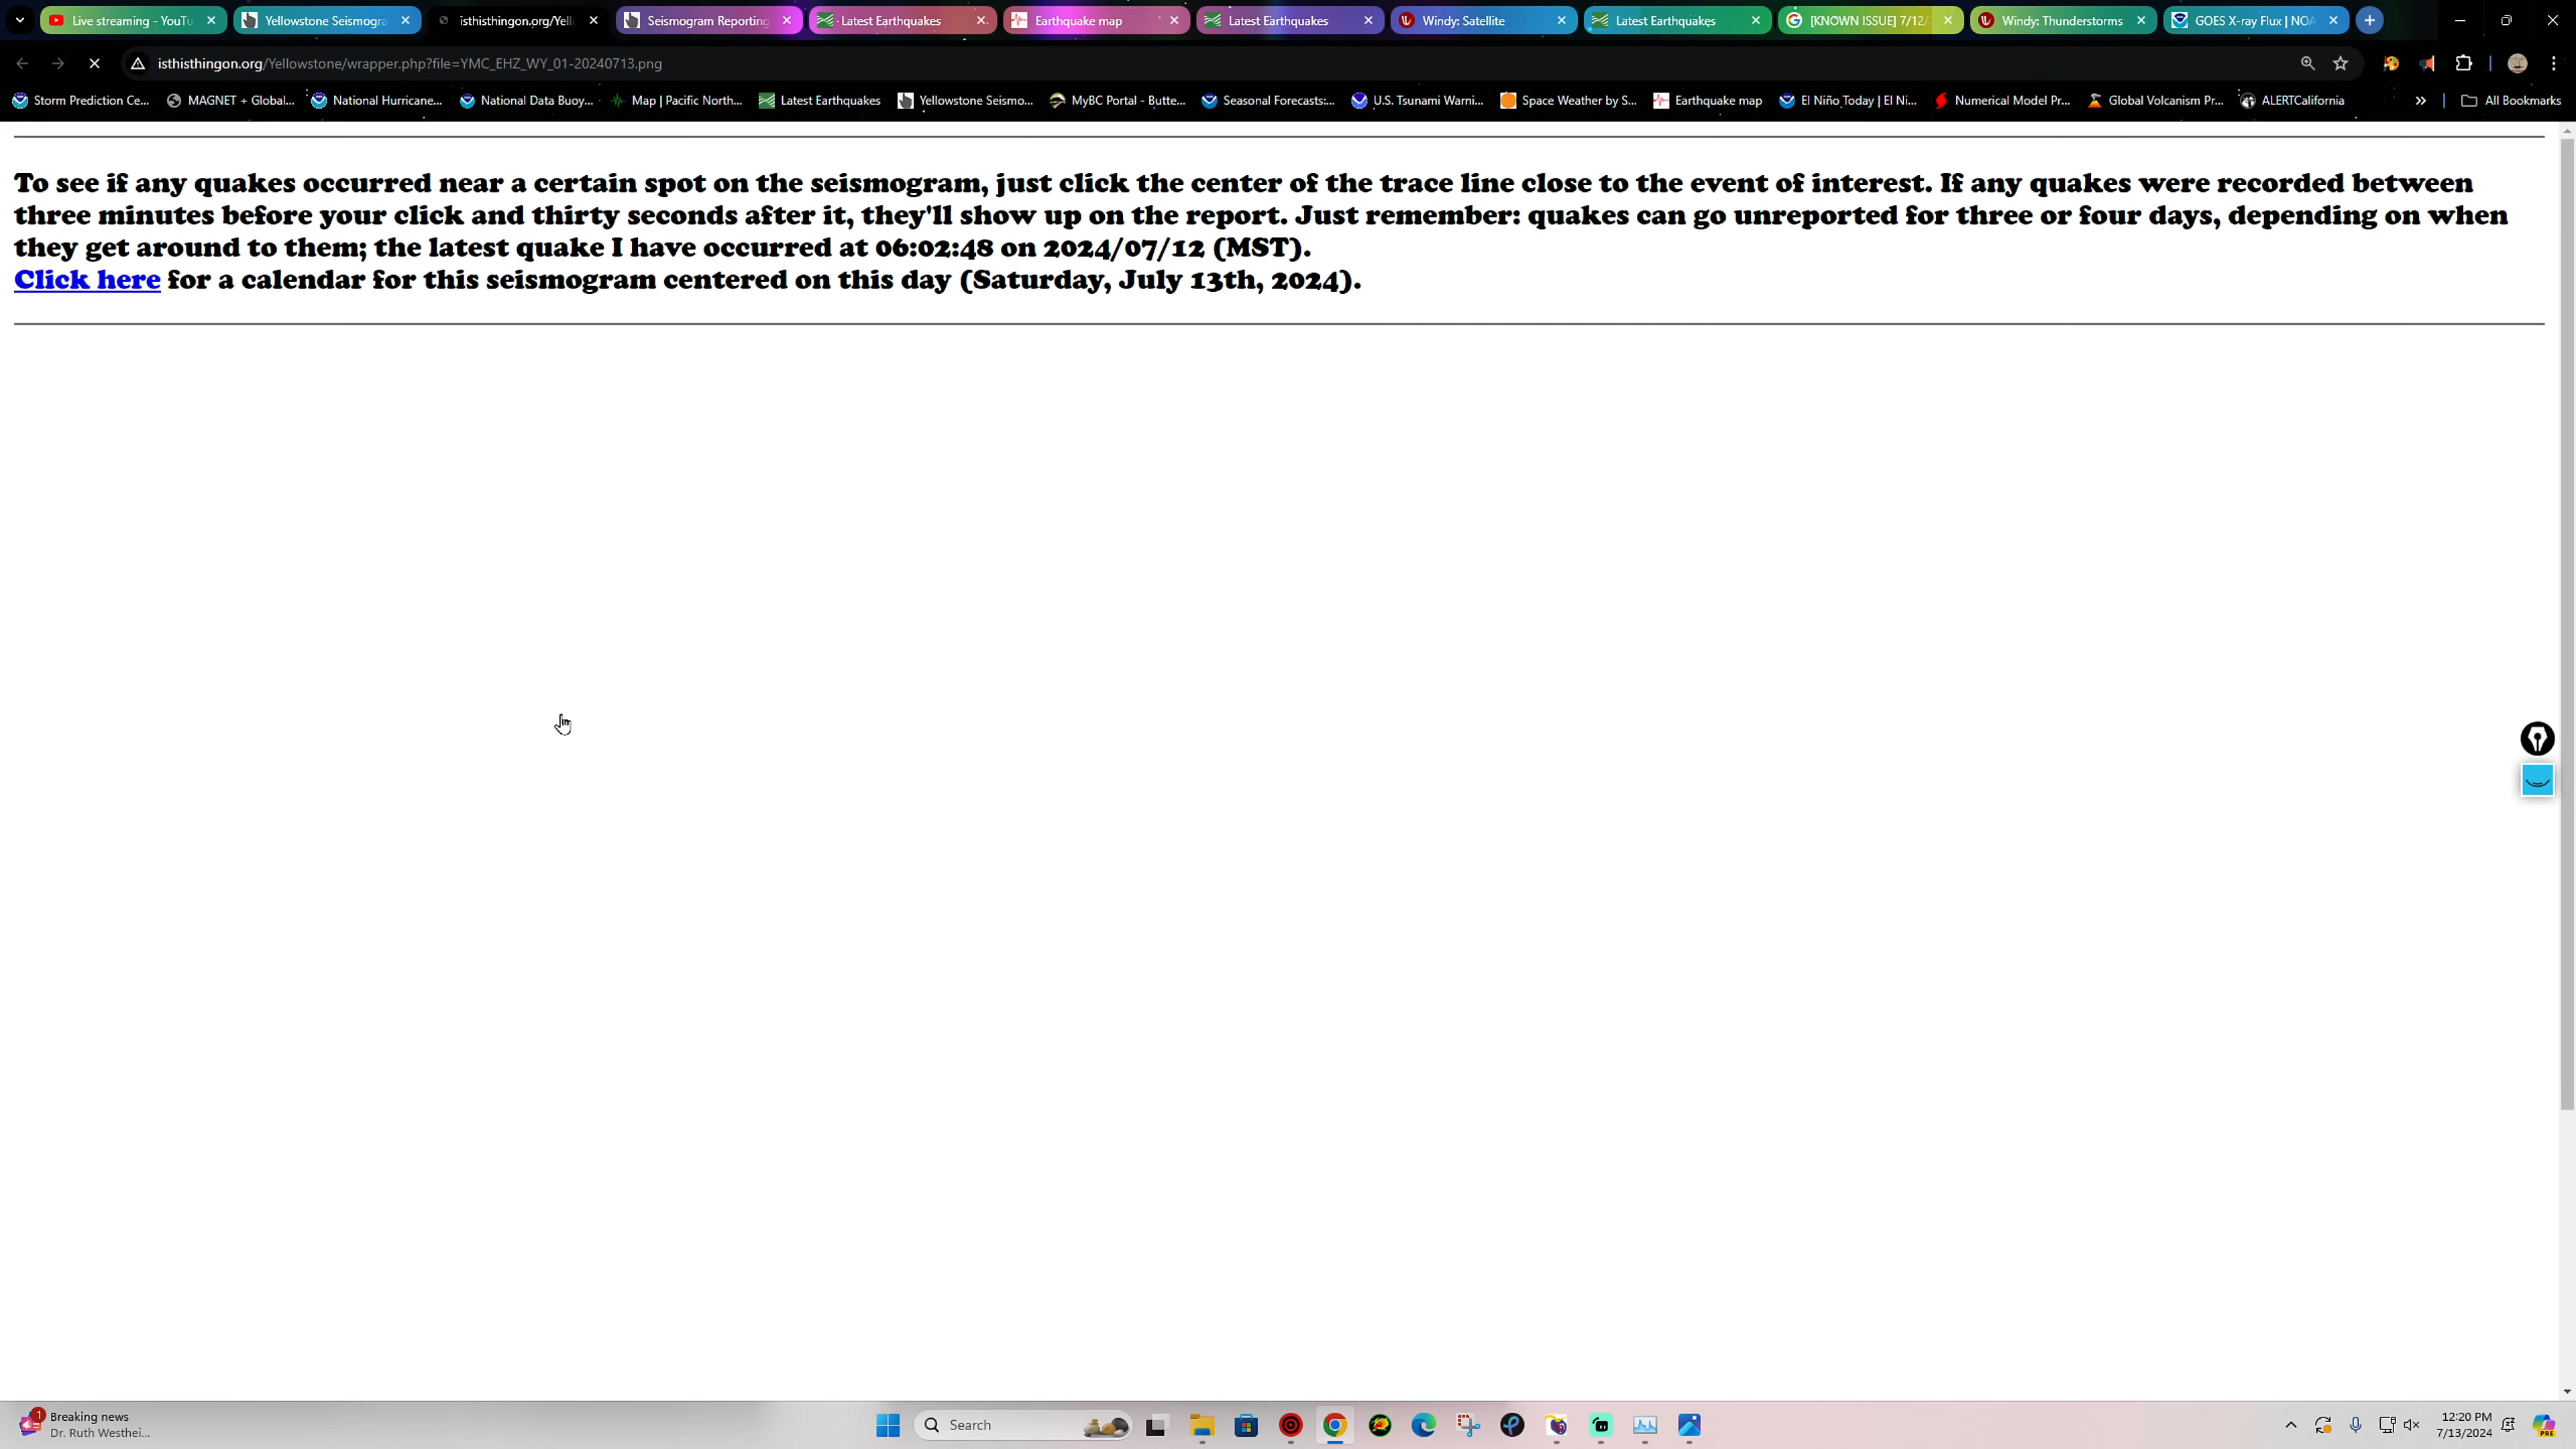 Live streaming - YouTu
Yellowstone Seismogra
isthisthingon.org/Yell
Seismogram Reporting
Latest Earthquakes
Earthquake map
Latest Earthquakes
Windy: Satellite
Latest Earthquakes
[KNOWN ISSUE] 7/12/
Windy: Thunderstorms
GOES X-ray Flux | NOA
isthisthingon.org/Yellowstone/wrapper.php?file=YMC_EHZ_WY_01-20240713.png
Storm Prediction Ce...
MAGNET + Global...
National Hurricane...
National Data Buoy...
Map | Pacific North...
Latest Earthquakes
Yellowstone Seismo...
MyBC Portal - Butte...
Seasonal Forecasts:...
U.S. Tsunami Warni...
Space Weather by S...
Earthquake map
El Niño Today | El Ni...
Numerical Model Pr...
Global Volcanism Pr...
ALERTCalifornia
All Bookmarks
To see if any quakes occurred near a certain spot on the seismogram, just click the center of the trace line close to the event of interest. If any quakes were recorded between
three minutes before your click and thirty seconds after it, they'll show up on the report. Just remember: quakes can go unreported for three or four days, depending on when
they get around to them; the latest quake I have occurred at 06:02:48 on 2024/07/12 (MST).
Click here for a calendar for this seismogram centered on this day (Saturday, July 13th, 2024).
1
Breaking news
Dr. Ruth Westhei...
Search
12:20 PM
7/13/2024
PRE